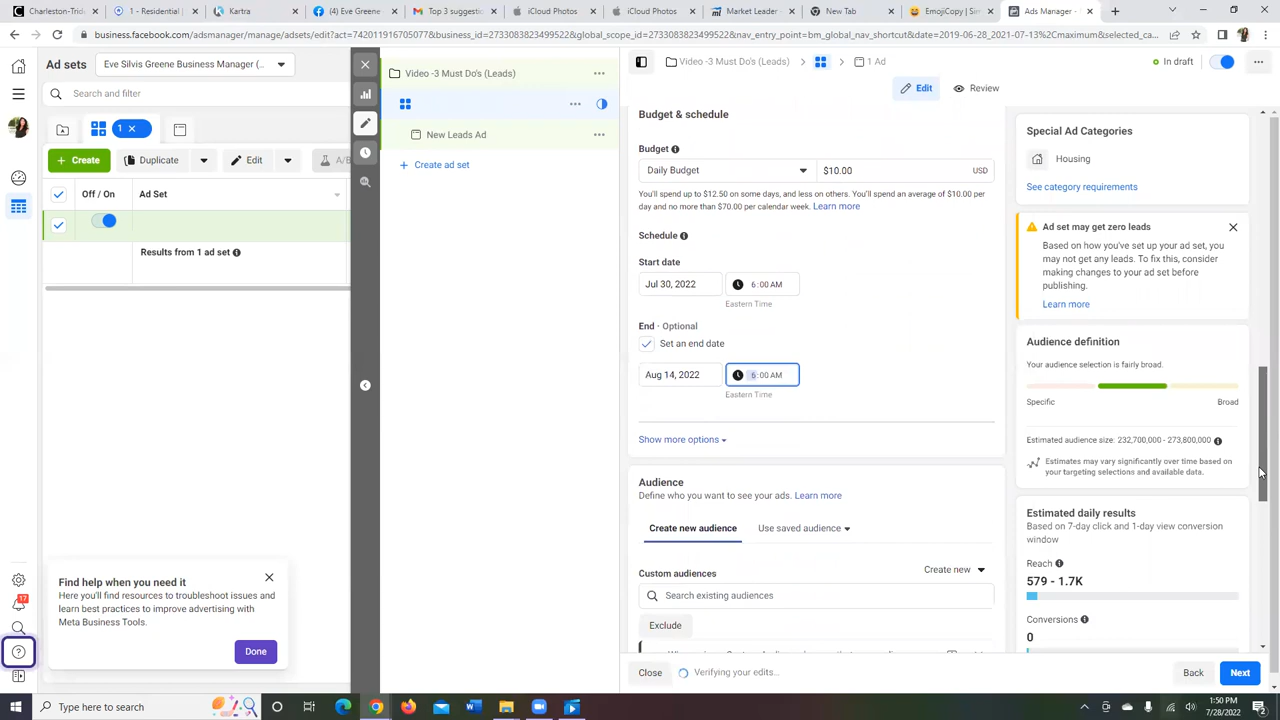 Charleston-Trick
1 - Residential
Kartra
(4) Eve Greene
Top 3 suggestio
iCloud Photos
iCloud Photos
Maximum
New Tab
EmojiCopy | Sim
Ads Manager -
business.facebook.com/adsmanager/manage/adsets/edit?act=742019116705077&business_id=2733083823499522&global_scope_id=2733083823499522&nav_entry_point=bm_global_nav_shortcut&date=2019-06-28_2021-07-13%2Cmaximum&selected_ca...
Ad sets
Eve Silvis Greene Business Manager (...
Search and filter
1
Create
Duplicate
Edit
A/B
Off / On
Ad Set
Results from 1 ad set
Find help when you need it
Here you'll find resources to troubleshoot issues and
learn best practices to improve advertising with
Meta Business Tools.
Done
17
Video -3 Must Do's (Leads)
New Leads Ad
Create ad set
Video -3 Must Do's (Leads)
1 Ad
In draft
Edit
Review
Budget & schedule
Budget
Daily Budget
$10.00
USD
You'll spend up to $12.50 on some days, and less on others. You'll spend an average of $10.00 per
day and no more than $70.00 per calendar week. Learn more
Schedule
Start date
Jul 30, 2022
6:00 AM
Eastern Time
End · Optional
Set an end date
Aug 14, 2022
6:00 AM
Eastern Time
Show more options
Audience
Define who you want to see your ads. Learn more
Create new audience
Use saved audience
Custom audiences
Create new
Search existing audiences
Exclude
Special Ad Categories
Housing
See category requirements
Ad set may get zero leads
Based on how you've set up your ad set, you
may not get any leads. To fix this, consider
making changes to your ad set before
publishing.
Learn more
Audience definition
Your audience selection is fairly broad.
Specific
Broad
Estimated audience size: 232,700,000 - 273,800,000
Estimates may vary significantly over time based on
your targeting selections and available data.
Estimated daily results
Based on 7-day click and 1-day view conversion
window
Reach
579 - 1.7K
Conversions
0
Close
Verifying your edits...
Back
Next
Type here to search
1:50 PM
7/28/2022